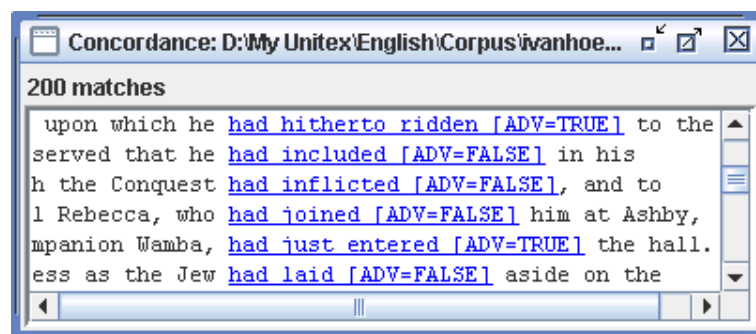 Concordance: D:\My Unitex\English\Corpus\ivanhoe...
200 matches
upon which he had hitherto ridden [ADV=TRUE] to the
served that he had included [ADV=FALSE] in his
h the Conquest had inflicted [ADV=FALSE], and to
l Rebecca, who had joined [ADV=FALSE] him at Ashby,
mpanion Wamba, had just entered [ADV=TRUE] the hall.
ess as the Jew had laid [ADV=FALSE] aside on the